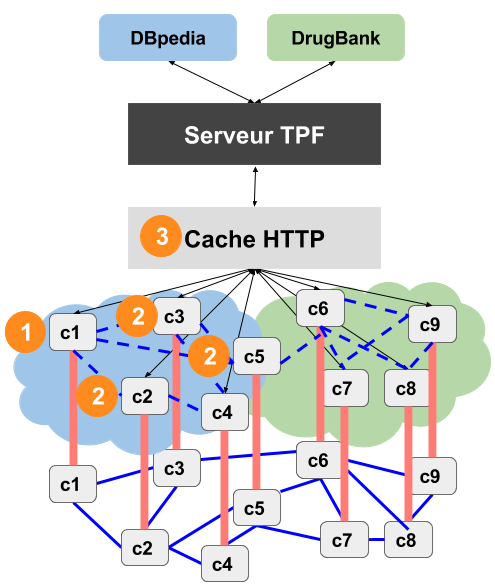 DBpedia
DrugBank
Serveur TPF
3 Cache HTTP
c3
c6
2
c9
1
c1
2
c5
c7
c8
2
c2
c4
c3
c6
c9
c1
c5
c2
c7
c8
c4